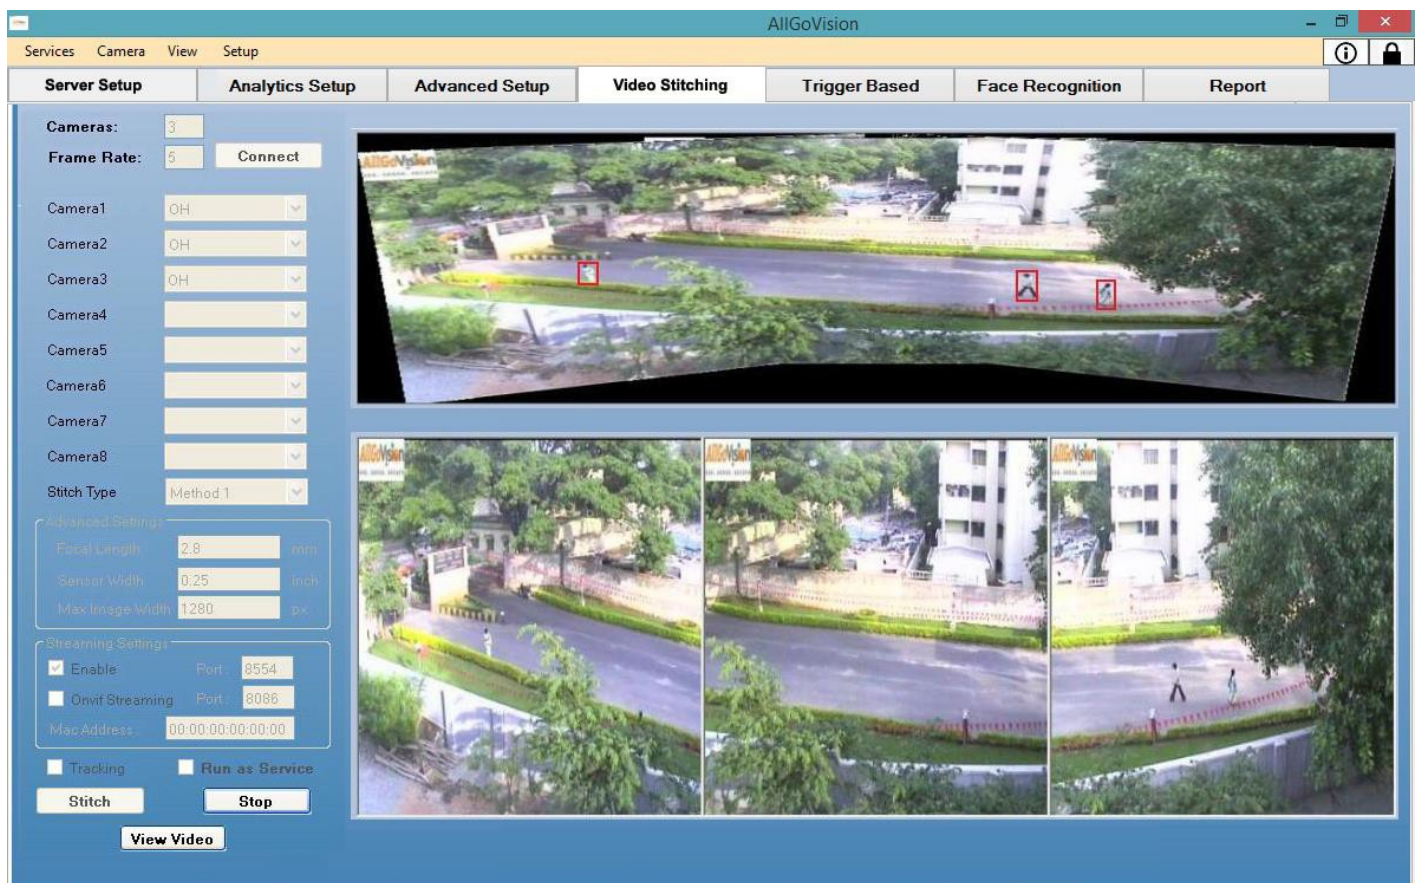 AllGoVision
Services Camera View Setup
Server Setup Analytics Setup Advanced Setup Video Stitching Trigger Based Face Recognition Report
Cameras: 3
Frame Rate: 5 Connect
Camera1 OH
Camera2 OH
Camera3 OH
Camera4
Camera5
Camera6
Camera7
Camera8
Stitch Type Method 1
Advanced Settings
Focal Length 2.8 mm
Sensor Width 0.25 inch
Max Image Width 1280 px
Streaming Settings
Enable Port : 8554
Onvif Streaming Port : 8086
Mac Address : 00:00:00:00:00:00
Tracking Run as Service
Stitch Stop
View Video
AllGoVision
AllGoVision
AllGoVision
AllGoVision